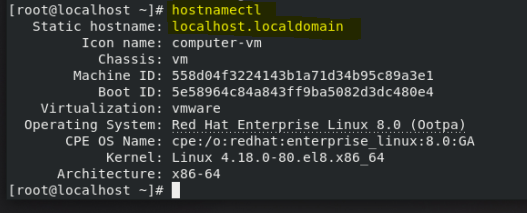 [root@localhost ~]# hostnamectl
Static hostname: localhost.localdomain
Icon name: computer-vm
Chassis: vm
Machine ID: 558d04f3224143b1a71d34b95c89a3e1
Boot ID: 5e58964c84a843ff9ba5082d3dc480e4
Virtualization: vmware
Operating System: Red Hat Enterprise Linux 8.0 (Ootpa)
CPE OS Name: cpe:/o:redhat:enterprise_linux:8.0:GA
Kernel: Linux 4.18.0-80.el8.x86_64
Architecture: x86-64
[root@localhost ~]#